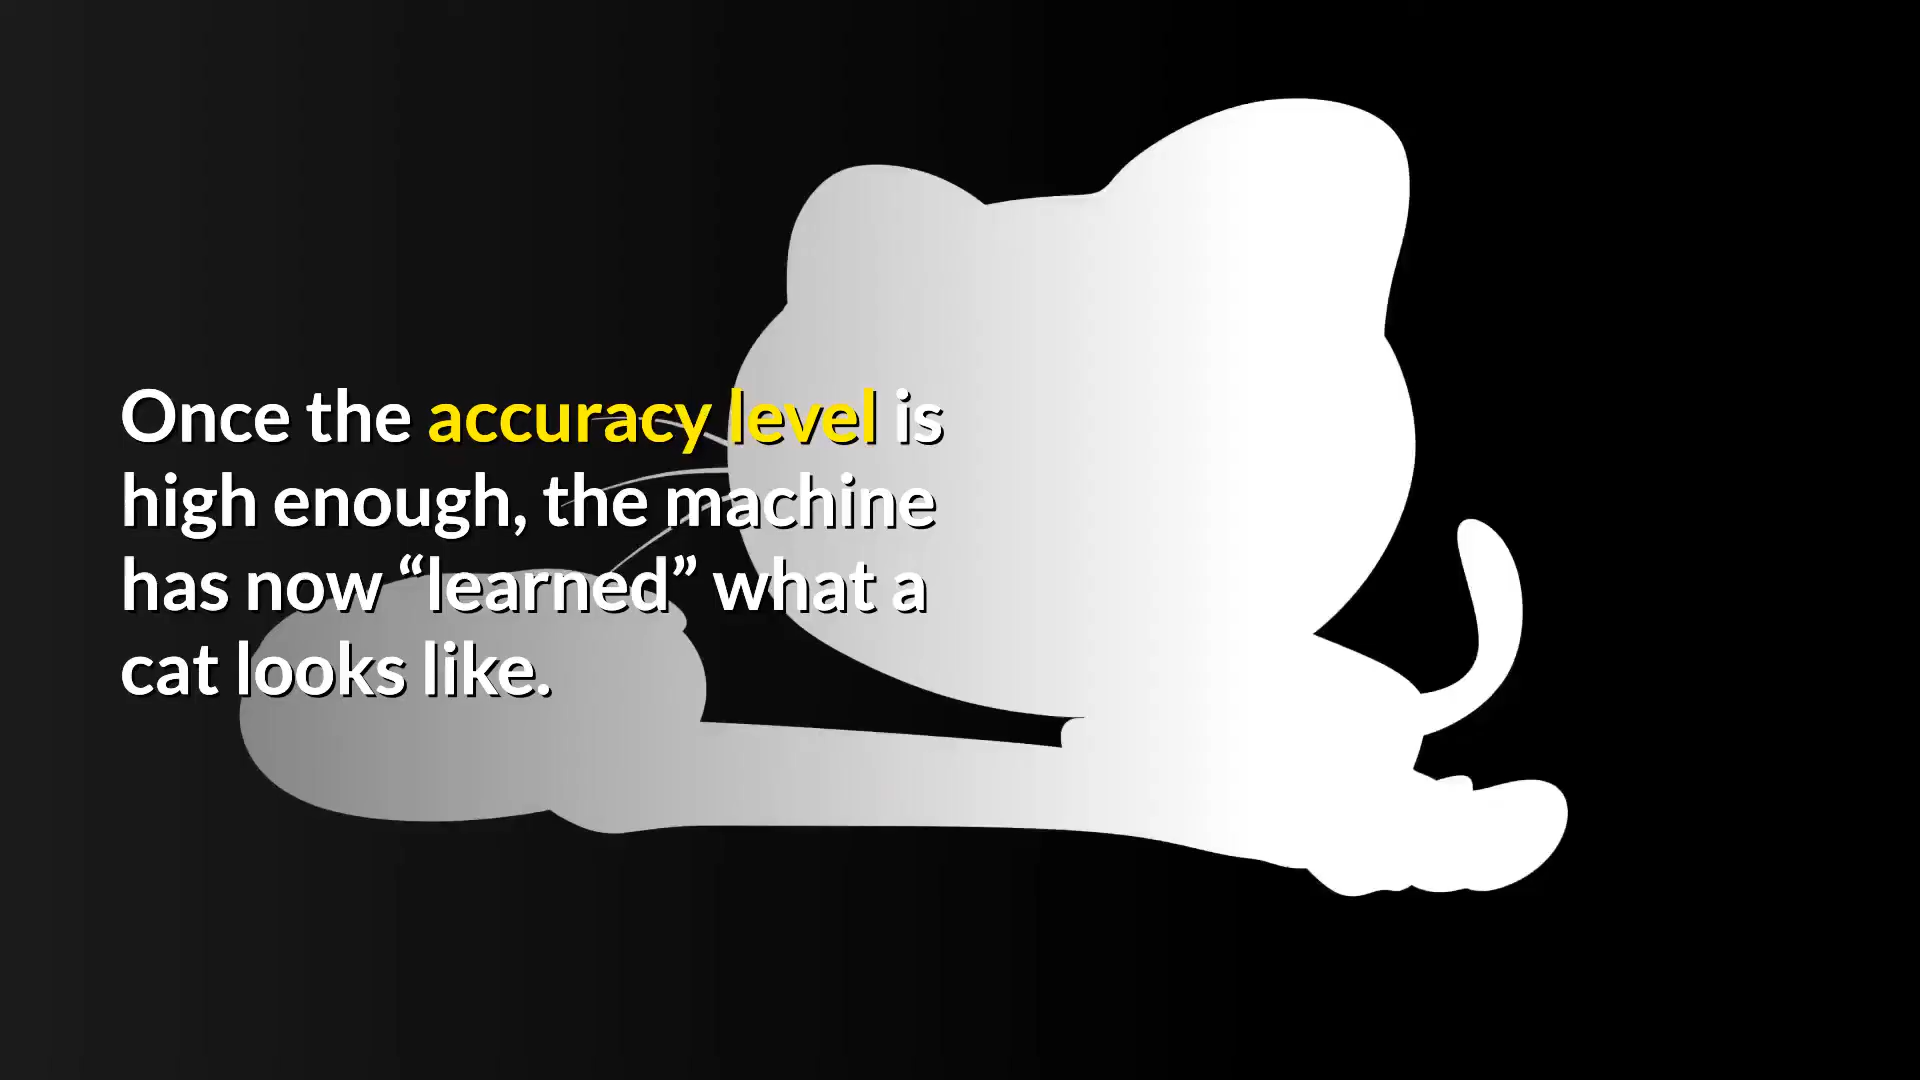 Once the accuracy level is
high enough, the machine
has now “learned” what a
cat looks like.